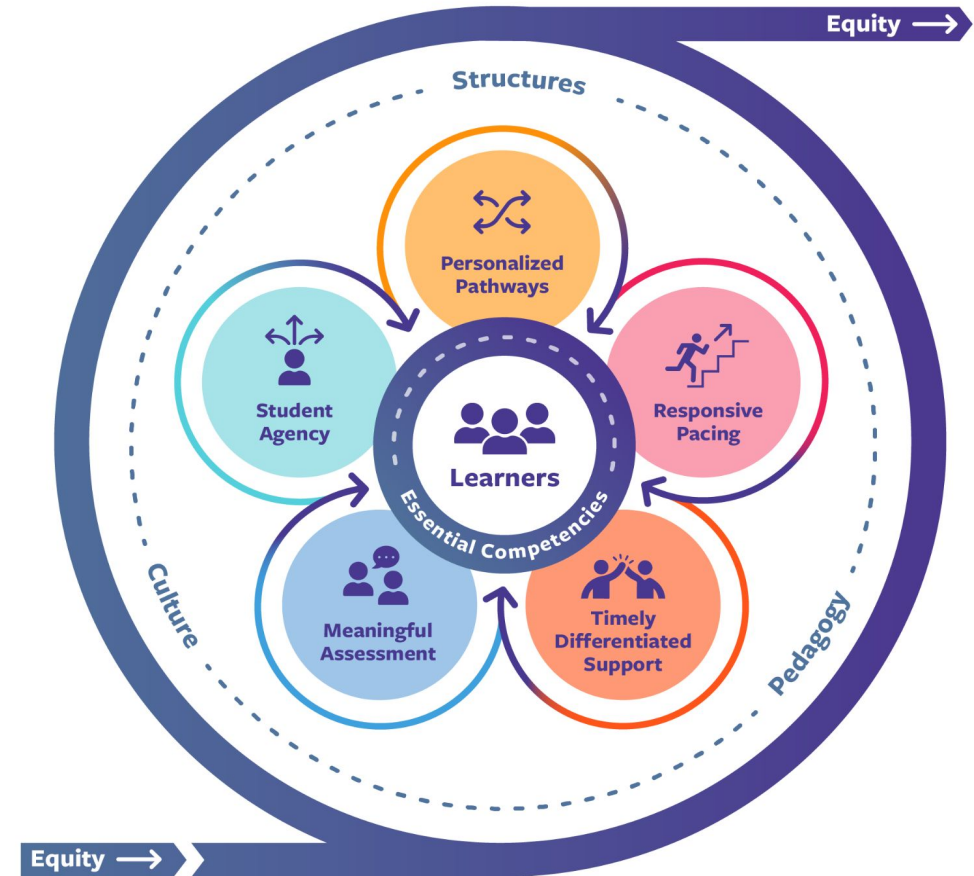 Equity
Structures
Personalized
Pathways
Student
Agency
Responsive
Pacing
Learners
Essential Competencies
Meaningful
Assessment
Timely
Differentiated
Support
Culture
Pedagogy
Equity